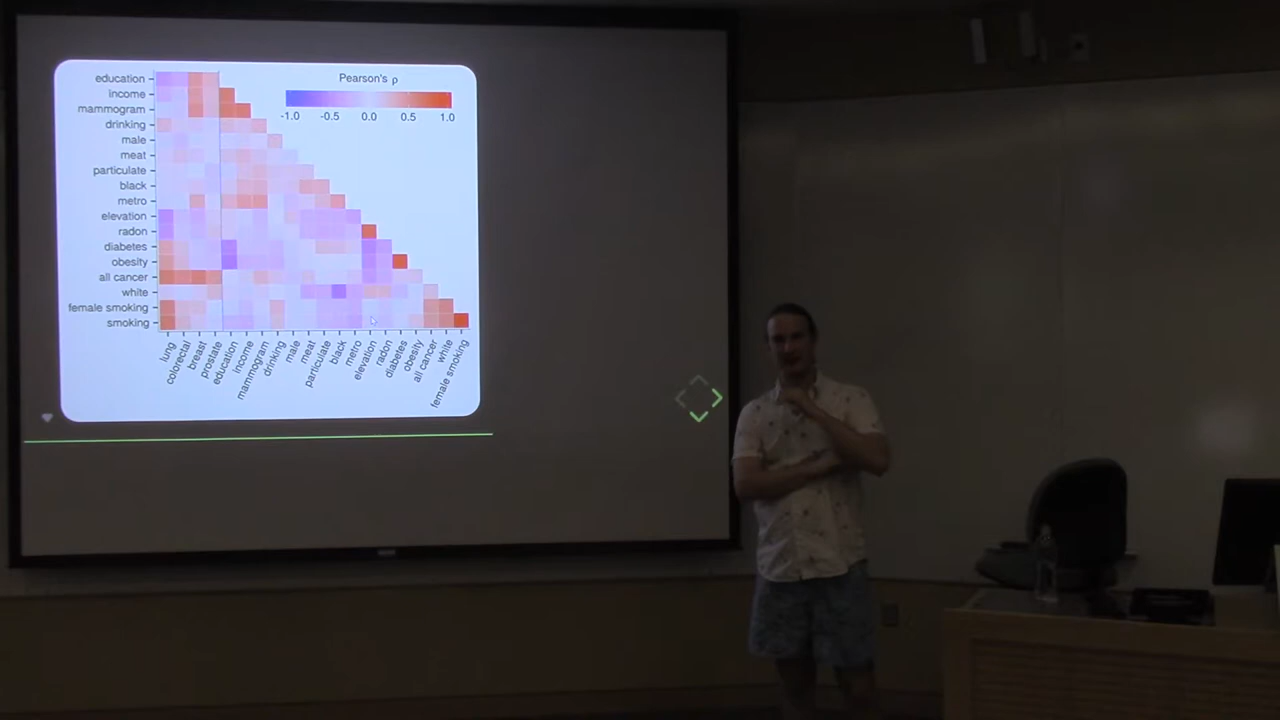 Pearson's ρ
-1.0 -0.5 0.0 0.5 1.0
education
income
mammogram
drinking
male
meat
particulate
black
metro
elevation
radon
diabetes
obesity
all cancer
white
female smoking
smoking
lung colorectal breast prostate education income mammogram drinking male meat particulate black metro elevation radon diabetes obesity all cancer white female smoking